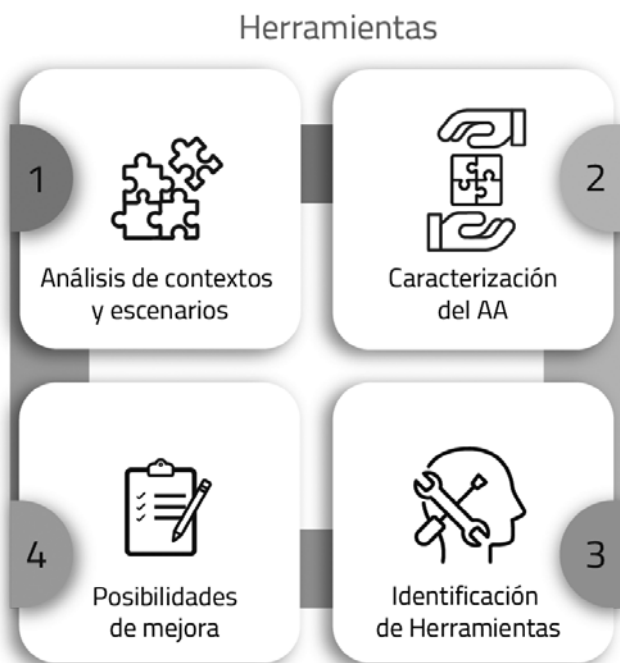 Herramientas
1
Análisis de contextos
y escenarios
2
Caracterización
del AA
4
Posibilidades
de mejora
3
Identificación
de Herramientas